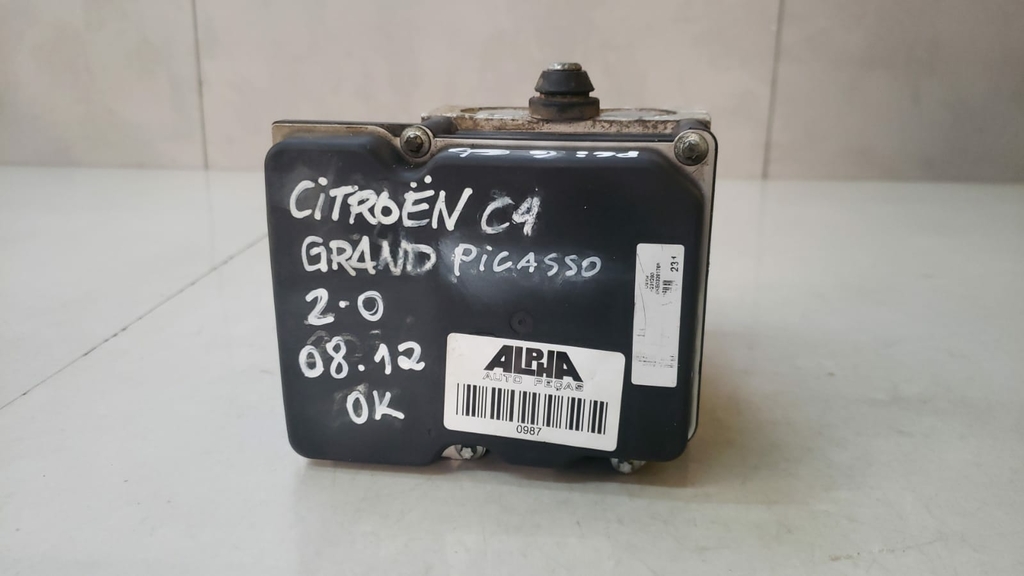 CiTROËN C4
GRAND PiCASSO
2.0
08.12
OK
ALPHA
AUTO PEÇAS
0987
231